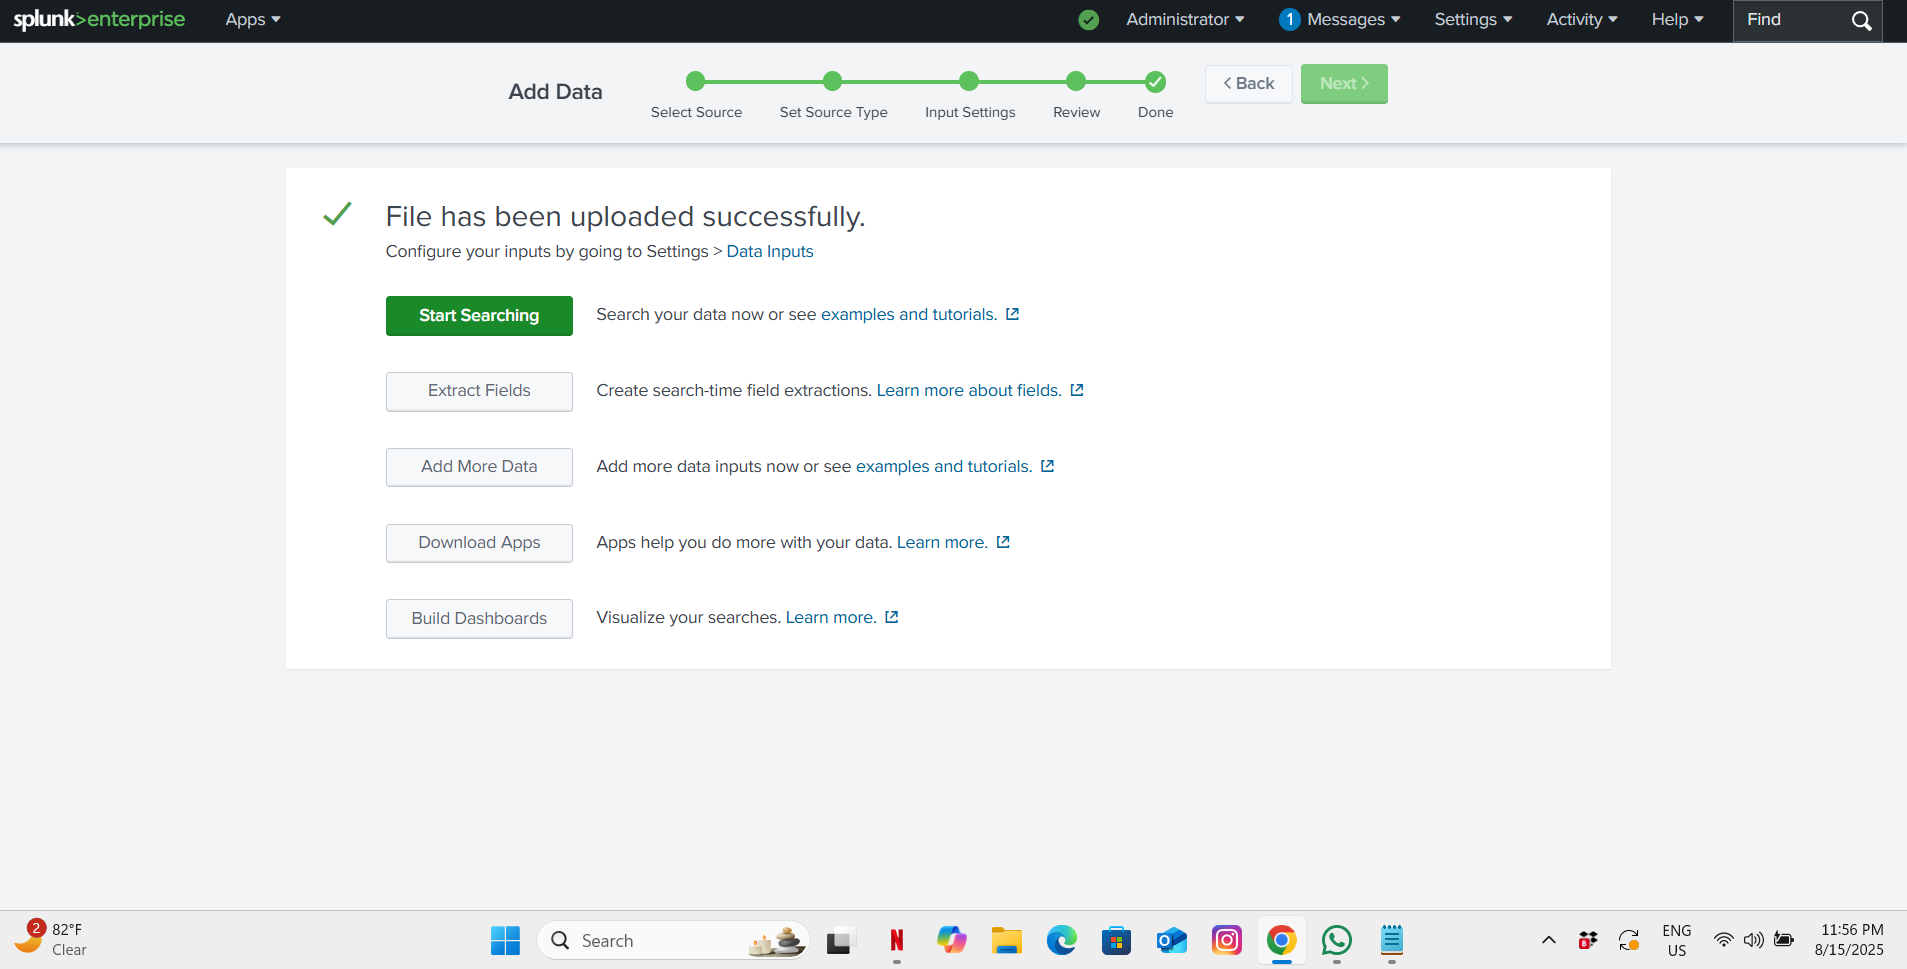 splunk>enterprise Apps Administrator 1 Messages Settings Activity Help Find
Add Data
Select Source Set Source Type Input Settings Review Done
< Back Next >
File has been uploaded successfully.
Configure your inputs by going to Settings > Data Inputs
Start Searching Search your data now or see examples and tutorials.
Extract Fields Create search-time field extractions. Learn more about fields.
Add More Data Add more data inputs now or see examples and tutorials.
Download Apps Apps help you do more with your data. Learn more.
Build Dashboards Visualize your searches. Learn more.
2 82°F
Clear
Search
N
ENG
US
11:56 PM
8/15/2025